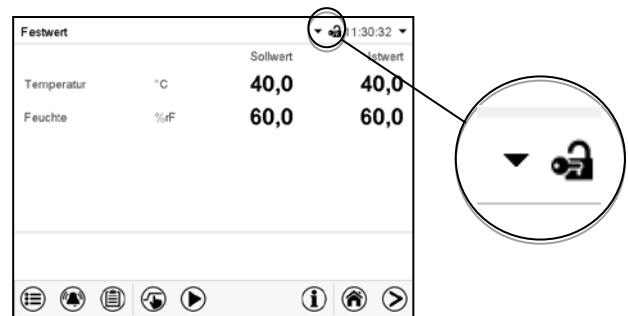 Festwert 11:30:32
Sollwert Istwert
Temperatur °C 40,0 40,0
Feuchte %rF 60,0 60,0